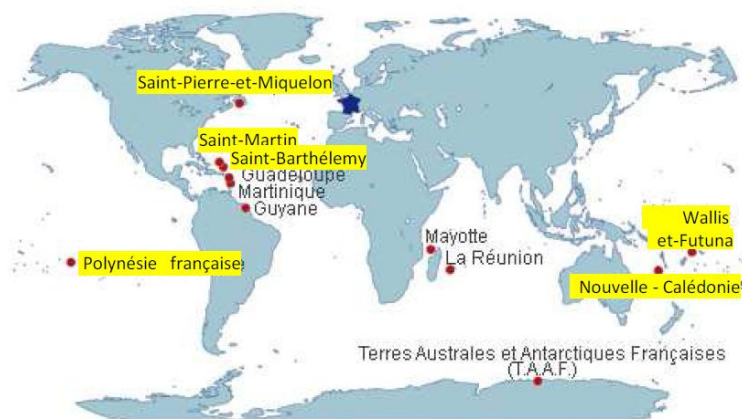 Saint-Pierre-et-Miquelon
Saint-Martin
Saint-Barthélemy
Guadeloupe
Martinique
Guyane
Mayotte
La Réunion
Wallis
et-Futuna
Polynésie française
Nouvelle - Calédonie
Terres Australes et Antarctiques Françaises
(T.A.A.F.)